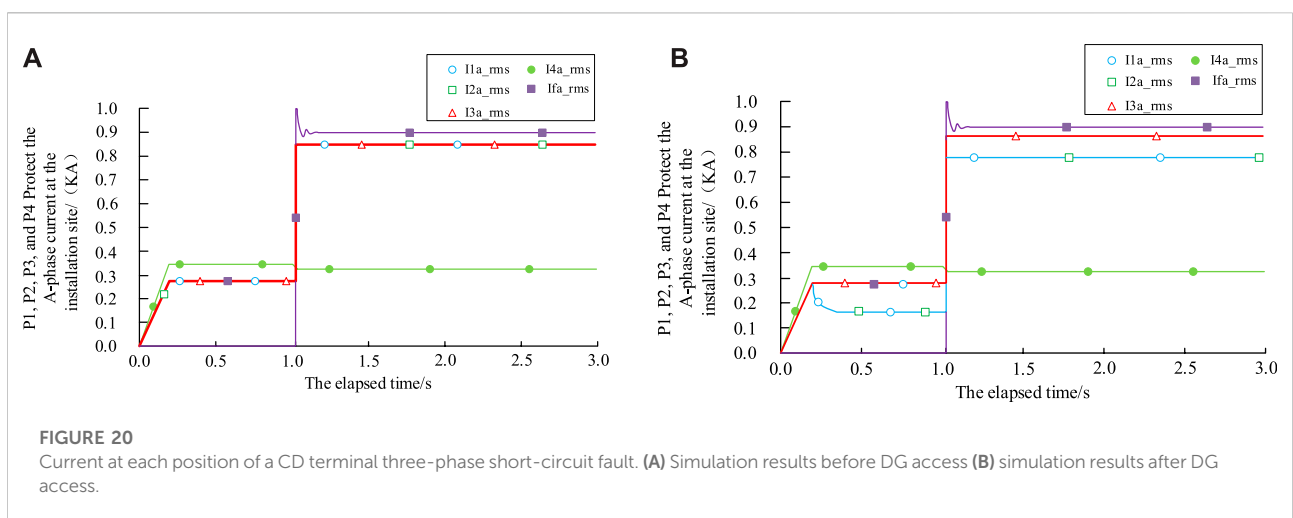 A
I1a_rms
I4a_rms
I2a_rms
Ifa_rms
I3a_rms
P1, P2, P3, and P4 Protect the
A-phase current at the
installation site/（KA）
1.0
0.9
0.8
0.7
0.6
0.5
0.4
0.3
0.2
0.1
0.0
0.0
0.5
1.0
1.5
2.0
2.5
3.0
The elapsed time/s
B
I1a_rms
I4a_rms
I2a_rms
Ifa_rms
I3a_rms
P1, P2, P3, and P4 Protect the
A-phase current at the
installation site/（KA）
1.0
0.9
0.8
0.7
0.6
0.5
0.4
0.3
0.2
0.1
0.0
0.0
0.5
1.0
1.5
2.0
2.5
3.0
The elapsed time/s
FIGURE 20
Current at each position of a CD terminal three-phase short-circuit fault. (A) Simulation results before DG access (B) simulation results after DG
access.